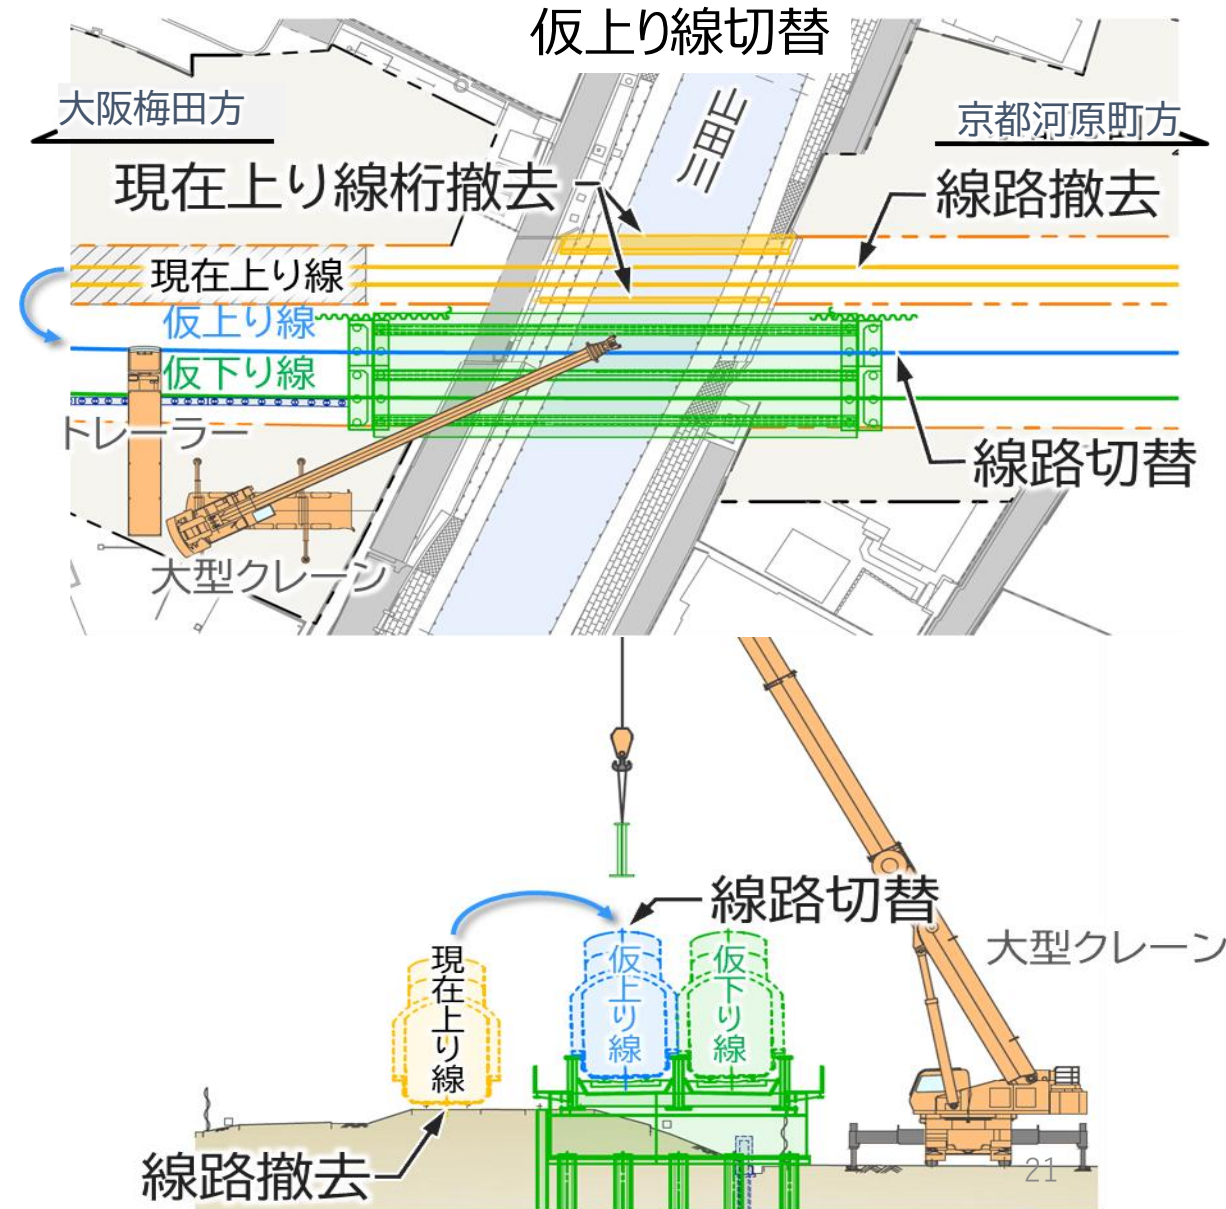 仮上り線切替
大阪梅田方
京都河原町方
山田川
現在上り線桁撤去
線路撤去
現在上り線
仮上り線
仮下り線
トレーラー
線路切替
大型クレーン
線路切替
大型クレーン
現在上り線
仮上り線
仮下り線
線路撤去
21